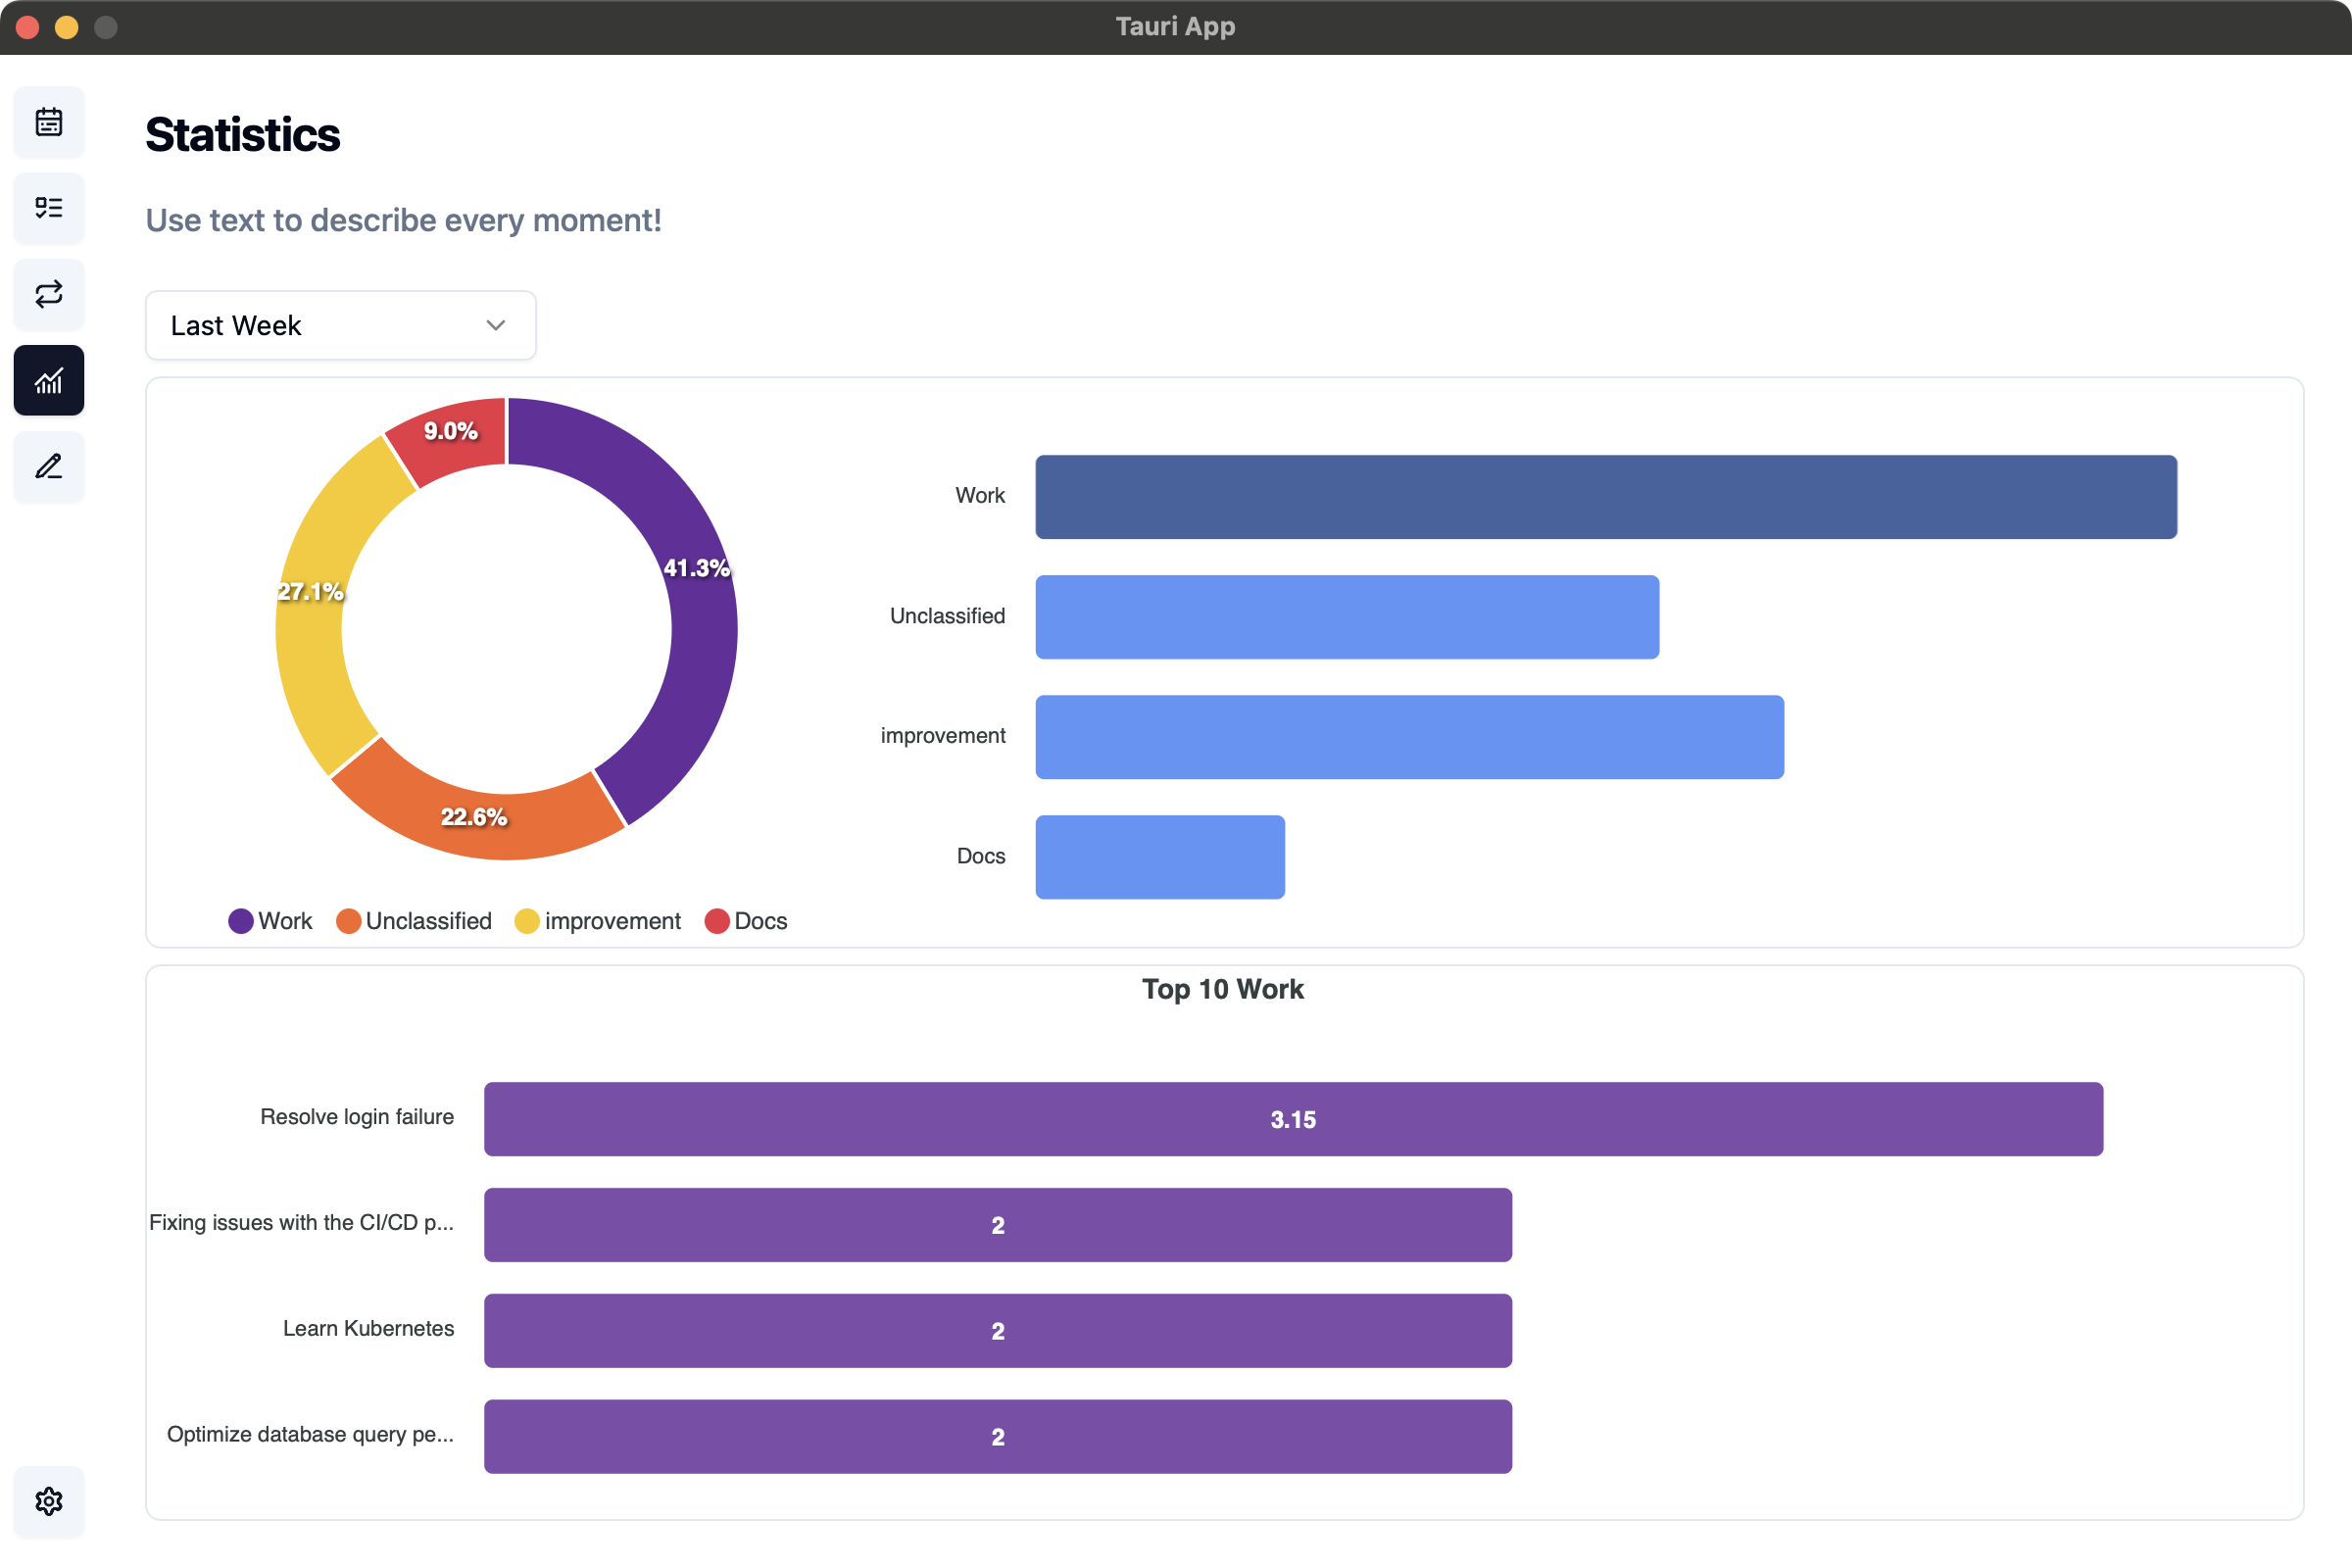 Tauri App
Statistics
Use text to describe every moment!
Last Week
9.0%
41.3%
27.1%
22.6%
Work
Unclassified
improvement
Docs
Work Unclassified improvement Docs
Top 10 Work
Resolve login failure 3.15
Fixing issues with the CI/CD p... 2
Learn Kubernetes 2
Optimize database query pe... 2